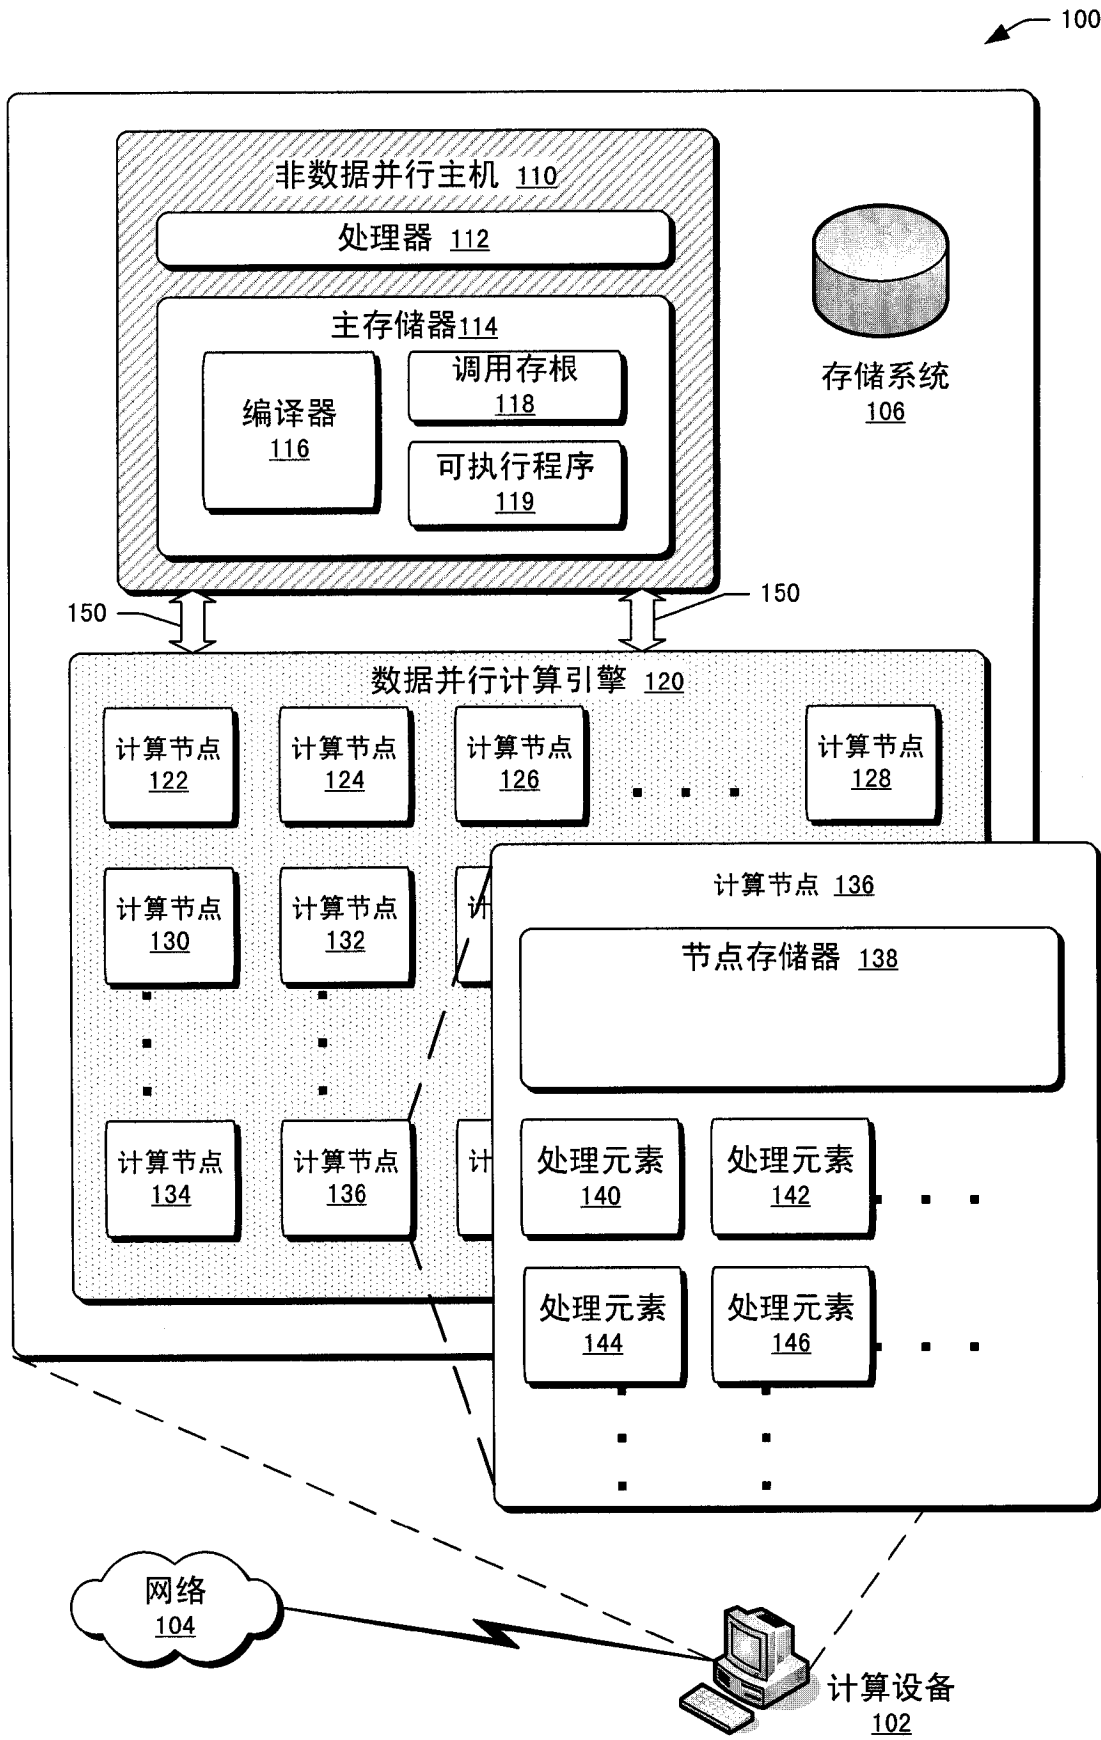 100
非数据并行主机 110
处理器 112
主存储器114
编译器
116
调用存根
118
可执行程序
119
存储系统
106
150
150
数据并行计算引擎 120
计算节点
122
计算节点
124
计算节点
126
计算节点
128
计算节点
130
计算节点
132
计
计算节点
134
计算节点
136
计
计算节点 136
节点存储器 138
处理元素
140
处理元素
142
处理元素
144
处理元素
146
网络
104
计算设备
102